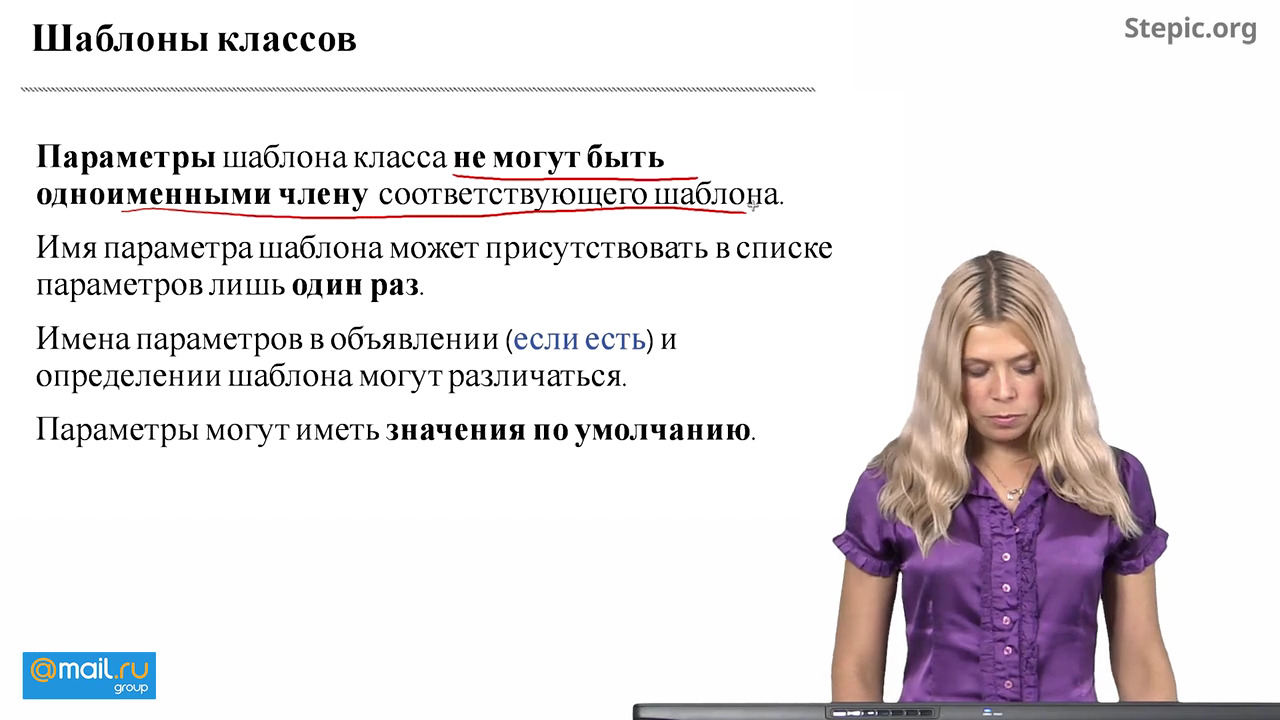 Шаблоны классов
Stepic.org
Параметры шаблона класса не могут быть
одноименными члену соответствующего шаблона.
Имя параметра шаблона может присутствовать в списке
параметров лишь один раз.
Имена параметров в объявлении (если есть) и
определении шаблона могут различаться.
Параметры могут иметь значения по умолчанию.
@mail.ru
group